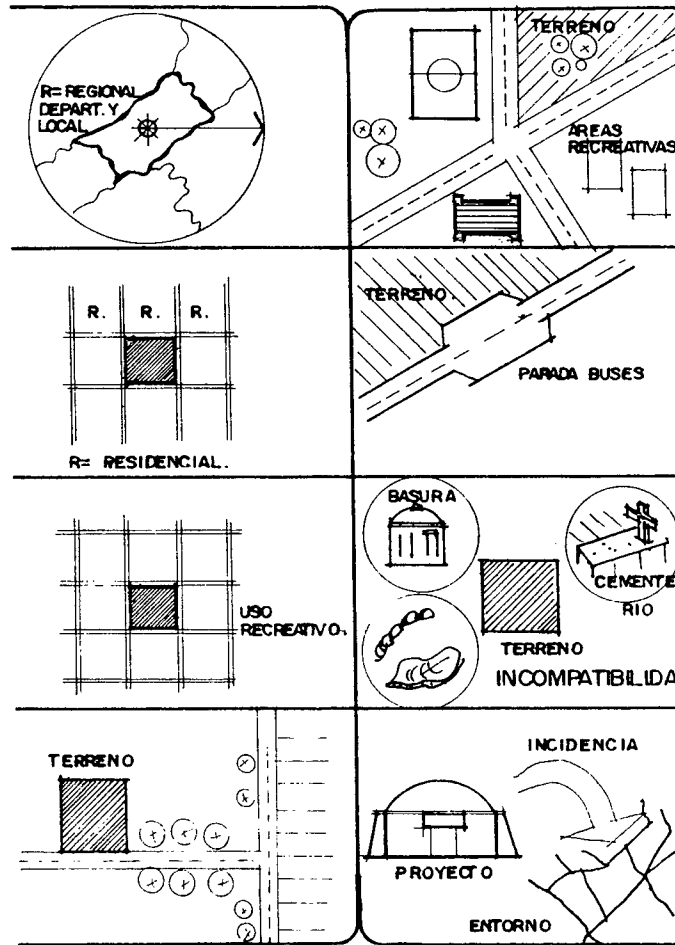 R= REGIONAL
DEPART. Y
LOCAL
TERRENO
AREAS
RECREATIVAS
R. R. R.
R= RESIDENCIAL.
TERRENO.
PARADA BUSES
USO
RECREATIVO.
BASURA
CEMENTE
RIO
TERRENO
INCOMPATIBILIDA
TERRENO
INCIDENCIA
PROYECTO
ENTORNO